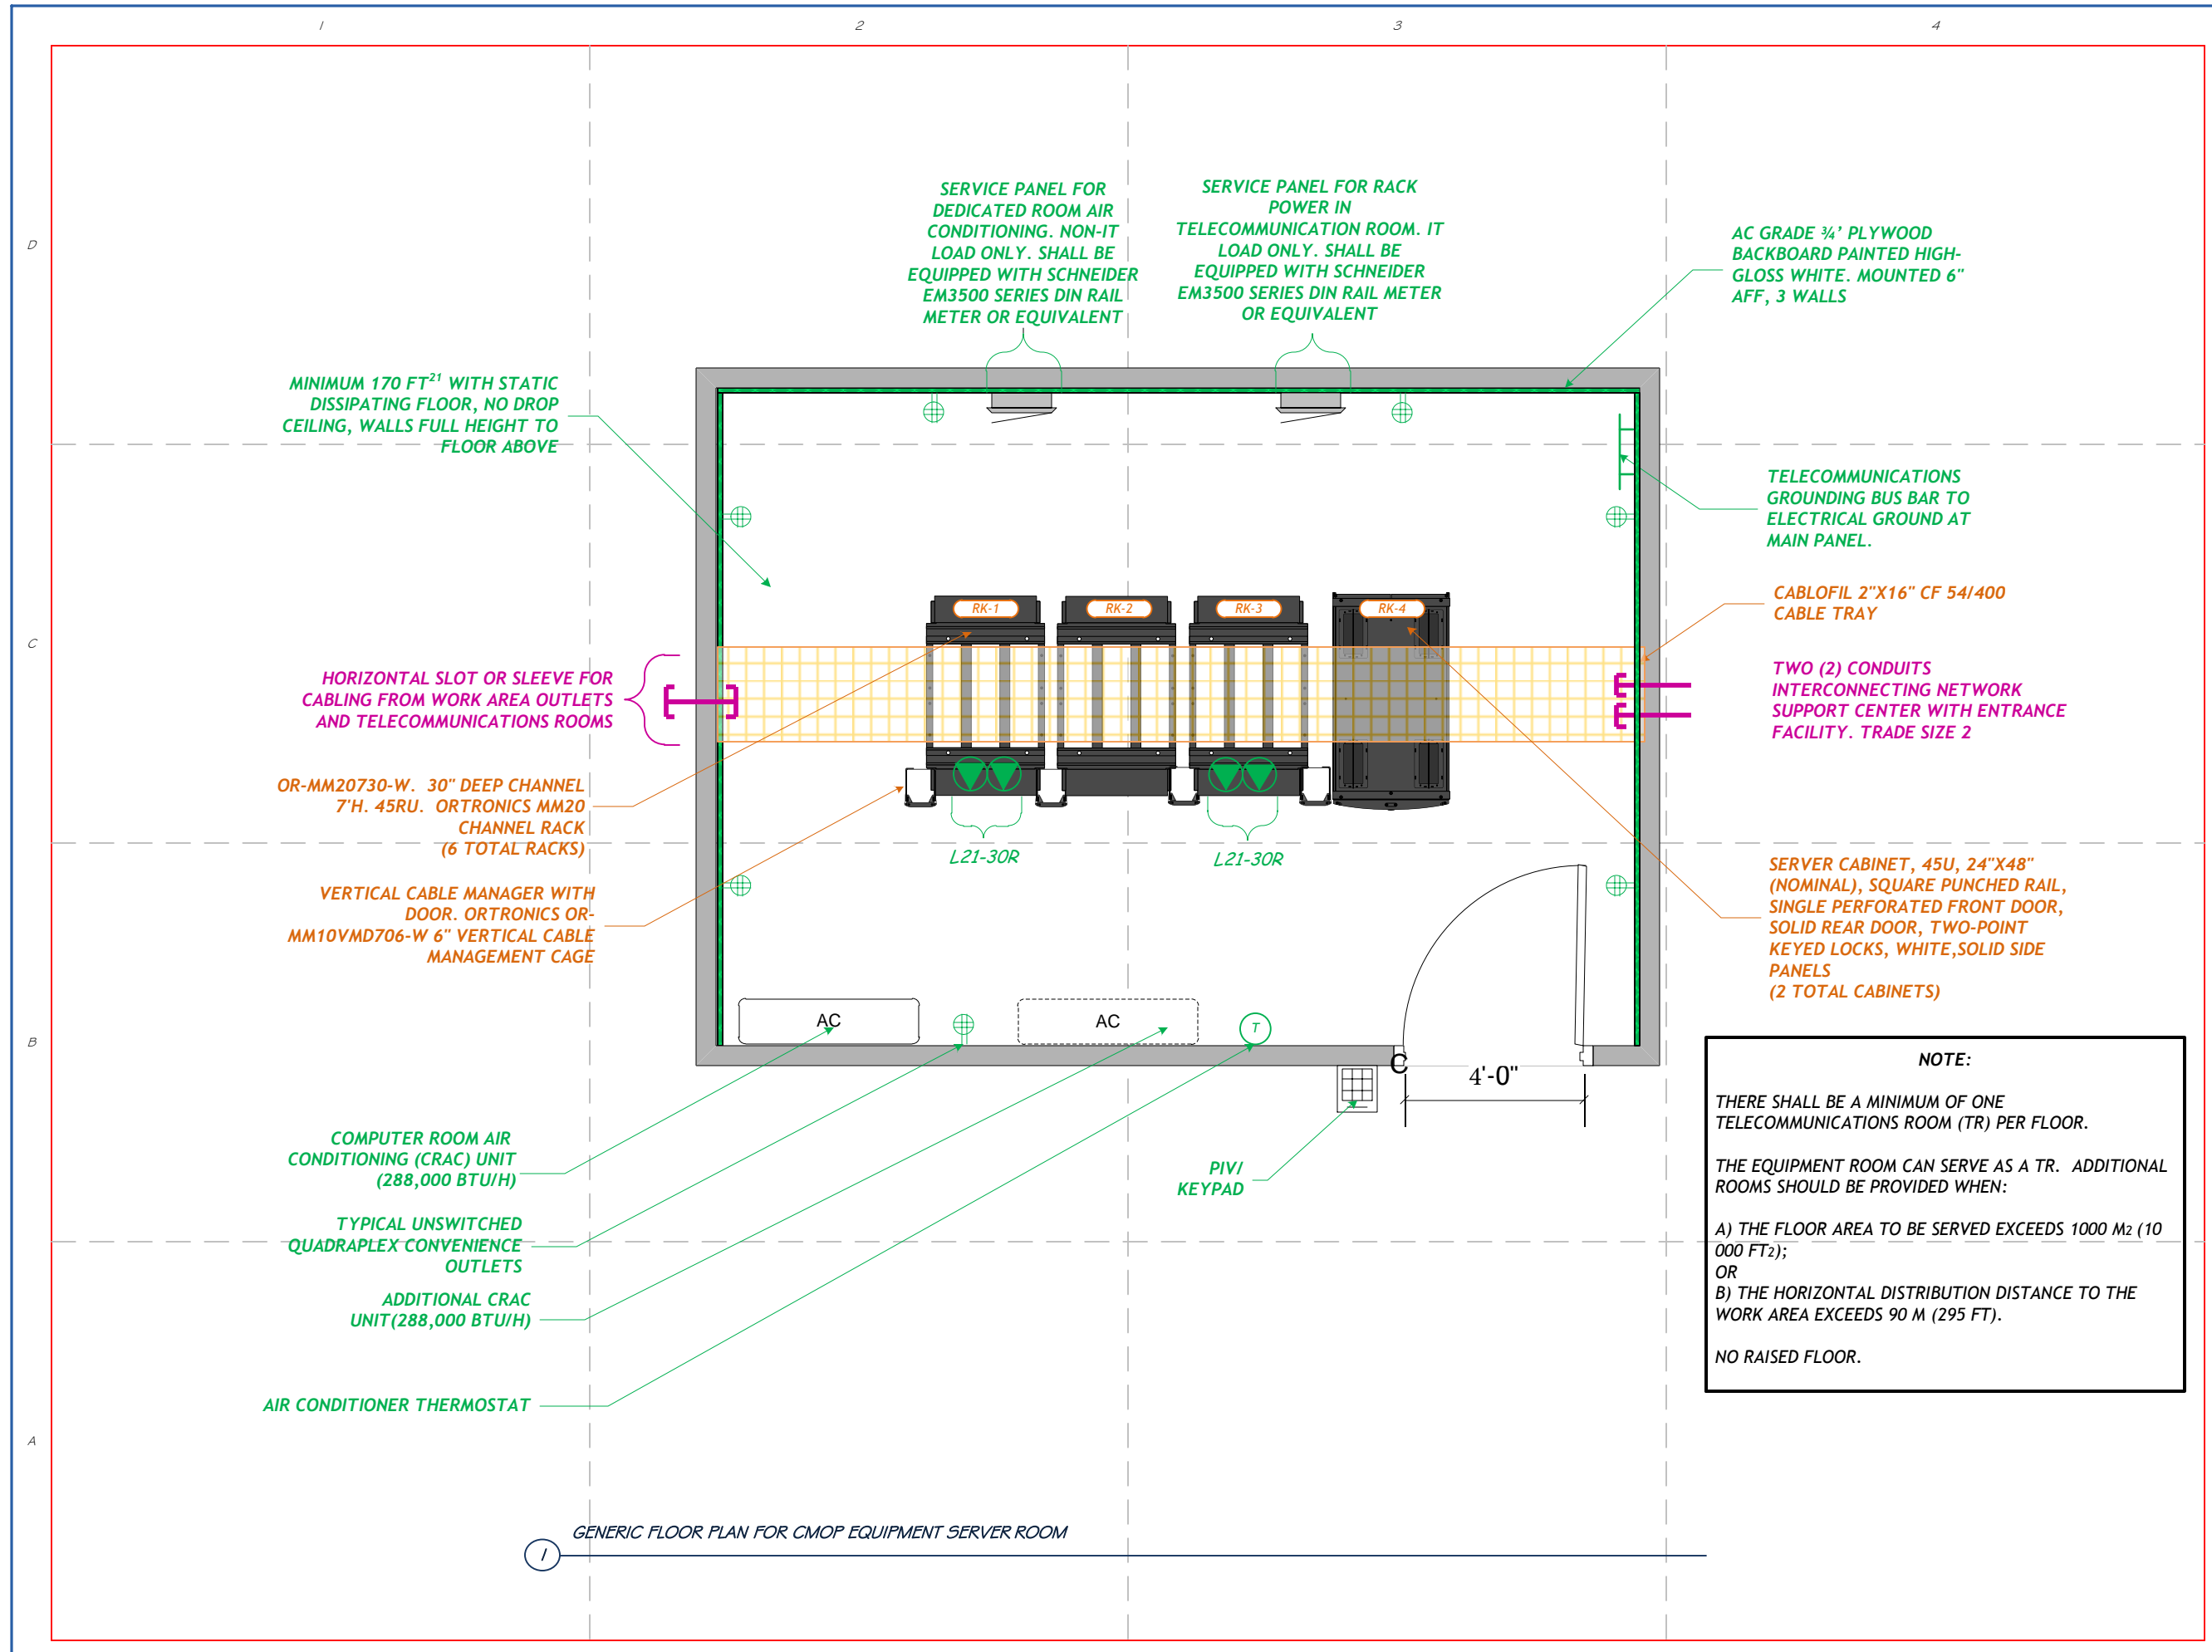 1
2
3
4
D
C
B
A
SERVICE PANEL FOR
DEDICATED ROOM AIR
CONDITIONING. NON-IT
LOAD ONLY. SHALL BE
EQUIPPED WITH SCHNEIDER
EM3500 SERIES DIN RAIL
METER OR EQUIVALENT
SERVICE PANEL FOR RACK
POWER IN
TELECOMMUNICATION ROOM. IT
LOAD ONLY. SHALL BE
EQUIPPED WITH SCHNEIDER
EM3500 SERIES DIN RAIL METER
OR EQUIVALENT
AC GRADE ¾' PLYWOOD
BACKBOARD PAINTED HIGH-
GLOSS WHITE. MOUNTED 6"
AFF, 3 WALLS
MINIMUM 170 FT²¹ WITH STATIC
DISSIPATING FLOOR, NO DROP
CEILING, WALLS FULL HEIGHT TO
FLOOR ABOVE
TELECOMMUNICATIONS
GROUNDING BUS BAR TO
ELECTRICAL GROUND AT
MAIN PANEL.
CABLOFIL 2"X16" CF 54/400
CABLE TRAY
RK-1
RK-2
RK-3
RK-4
HORIZONTAL SLOT OR SLEEVE FOR
CABLING FROM WORK AREA OUTLETS
AND TELECOMMUNICATIONS ROOMS
TWO (2) CONDUITS
INTERCONNECTING NETWORK
SUPPORT CENTER WITH ENTRANCE
FACILITY. TRADE SIZE 2
OR-MM20730-W.  30" DEEP CHANNEL
7'H. 45RU.  ORTRONICS MM20
CHANNEL RACK
(6 TOTAL RACKS)
L21-30R
L21-30R
VERTICAL CABLE MANAGER WITH
DOOR. ORTRONICS OR-
MM10VMD706-W 6" VERTICAL CABLE
MANAGEMENT CAGE
SERVER CABINET, 45U, 24"X48"
(NOMINAL), SQUARE PUNCHED RAIL,
SINGLE PERFORATED FRONT DOOR,
SOLID REAR DOOR, TWO-POINT
KEYED LOCKS, WHITE,SOLID SIDE
PANELS
(2 TOTAL CABINETS)
AC
AC
T
C
4'-0"
COMPUTER ROOM AIR
CONDITIONING (CRAC) UNIT
(288,000 BTU/H)
PIV/
KEYPAD
TYPICAL UNSWITCHED
QUADRAPLEX CONVENIENCE
OUTLETS
ADDITIONAL CRAC
UNIT(288,000 BTU/H)
AIR CONDITIONER THERMOSTAT
NOTE:
THERE SHALL BE A MINIMUM OF ONE
TELECOMMUNICATIONS ROOM (TR) PER FLOOR.
THE EQUIPMENT ROOM CAN SERVE AS A TR.  ADDITIONAL
ROOMS SHOULD BE PROVIDED WHEN:
A) THE FLOOR AREA TO BE SERVED EXCEEDS 1000 M2 (10
000 FT2);
OR
B) THE HORIZONTAL DISTRIBUTION DISTANCE TO THE
WORK AREA EXCEEDS 90 M (295 FT).
NO RAISED FLOOR.
1
GENERIC FLOOR PLAN FOR CMOP EQUIPMENT SERVER ROOM